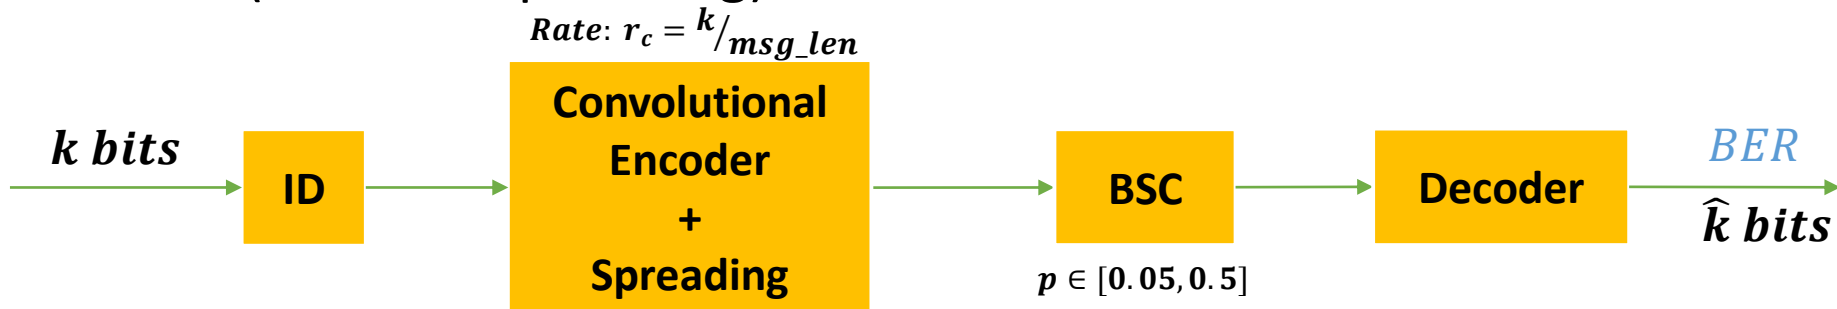 Rate: r_c = k/msg_len
k bits
ID
Convolutional
Encoder
+
Spreading
BSC
p ∈ [0.05, 0.5]
Decoder
BER
k̂ bits